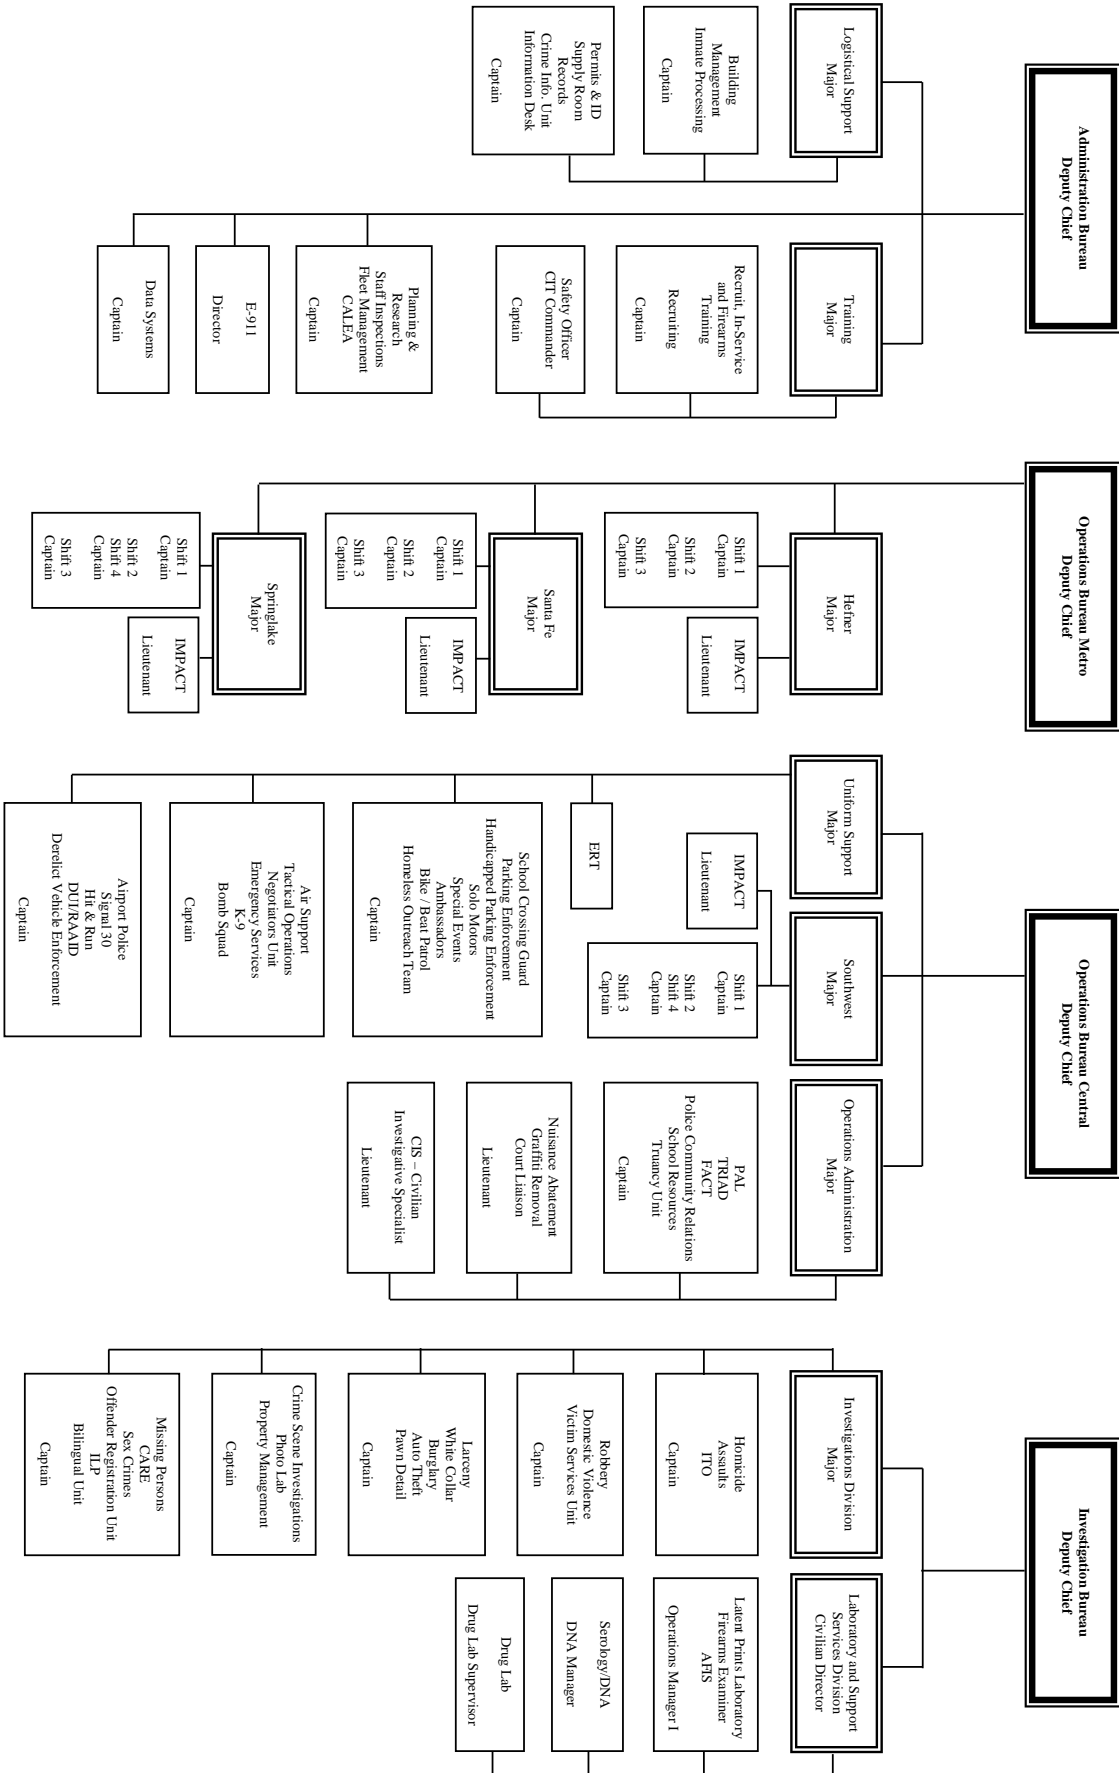 Administration Bureau
Deputy Chief
Logistical Support
Major
Building
Management
Inmate Processing
Captain
Permits & ID
Supply Room
Records
Crime Info. Unit
Information Desk
Captain
Training
Major
Recruit, In-Service
and Firearms
Training
Recruiting
Captain
Safety Officer
CIT Commander
Captain
Planning &
Research
Staff Inspections
Fleet Management
CALEA
Captain
E-911
Director
Data Systems
Captain
Operations Bureau Metro
Deputy Chief
Hefner
Major
Shift 1
Captain
Shift 2
Captain
Shift 3
Captain
IMPACT
Lieutenant
Santa Fe
Major
Shift 1
Captain
Shift 2
Captain
Shift 3
Captain
IMPACT
Lieutenant
Springlake
Major
Shift 1
Captain
Shift 2
Shift 4
Captain
Shift 3
Captain
IMPACT
Lieutenant
Operations Bureau Central
Deputy Chief
Uniform Support
Major
ERT
School Crossing Guard
Parking Enforcement
Handicapped Parking Enforcement
Solo Motors
Special Events
Ambassadors
Bike / Beat Patrol
Homeless Outreach Team
Captain
Air Support
Tactical Operations
Negotiators Unit
Emergency Services
K-9
Bomb Squad
Captain
Airport Police
Signal 30
Hit & Run
DUI/RAAID
Derelict Vehicle Enforcement
Captain
Southwest
Major
IMPACT
Lieutenant
Shift 1
Captain
Shift 2
Shift 4
Captain
Shift 3
Captain
Operations Administration
Major
PAL
TRIAD
FACT
Police Community Relations
School Resources
Truancy Unit
Captain
Nuisance Abatement
Graffiti Removal
Court Liaison
Lieutenant
CIS – Civilian
Investigative Specialist
Lieutenant
Investigation Bureau
Deputy Chief
Investigations Division
Major
Homicide
Assaults
ITO
Captain
Robbery
Domestic Violence
Victim Services Unit
Captain
Larceny
White Collar
Burglary
Auto Theft
Pawn Detail
Captain
Crime Scene Investigations
Photo Lab
Property Management
Captain
Missing Persons
CARE
Sex Crimes
Offender Registration Unit
ILP
Bilingual Unit
Captain
Laboratory and Support
Services Division
Civilian Director
Latent Prints Laboratory
Firearms Examiner
AFIS
Operations Manager I
Serology/DNA
DNA Manager
Drug Lab
Drug Lab Supervisor